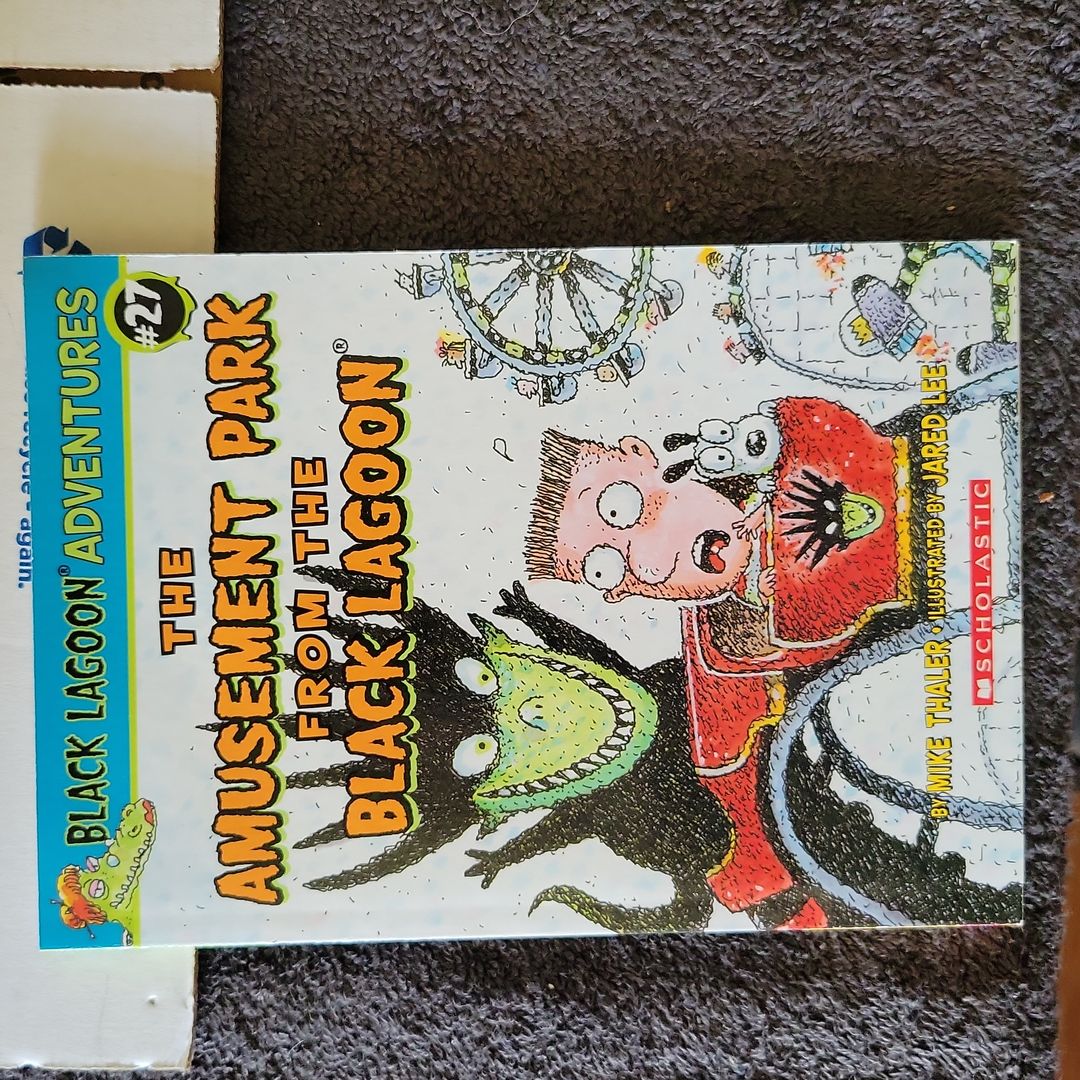 BLACK LAGOON® ADVENTURES
#27
THE
AMUSEMENT PARK
FROM THE
BLACK LAGOON®
BY MIKE THALER • ILLUSTRATED BY JARED LEE
SCHOLASTIC
again.